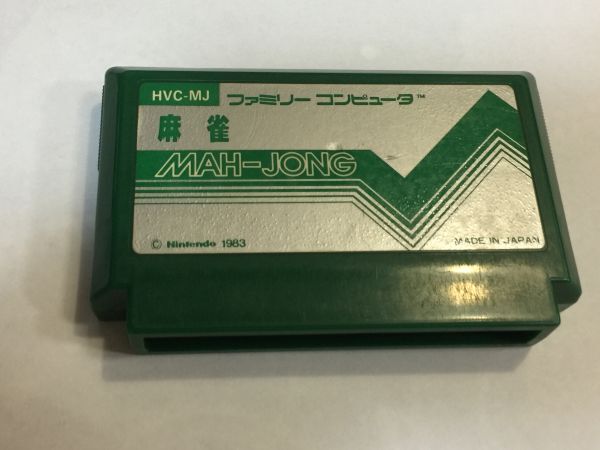 HVC-MJ ファミリー コンピュータ™
麻雀
MAH-JONG
© Nintendo 1983
MADE IN JAPAN